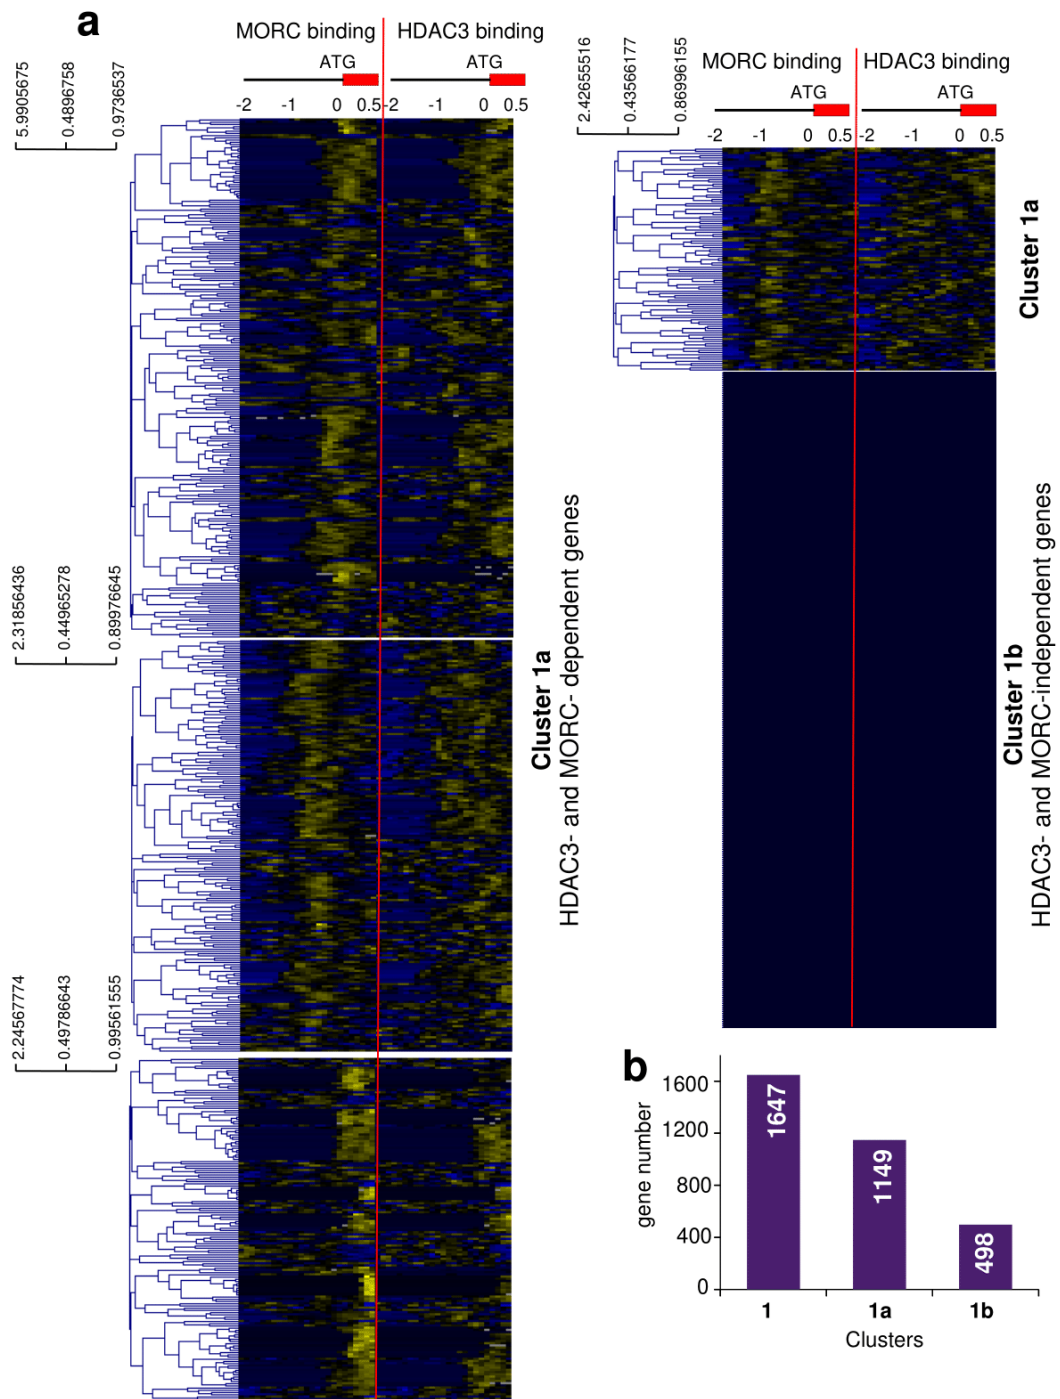 a
MORC binding
HDAC3 binding
ATG
ATG
-2 -1 0 0.5 -2 -1 0 0.5
5.9905675
0.4896758
0.9736537
2.31856436
0.44965278
0.89976645
2.24567774
0.49786643
0.99561555
Cluster 1a
HDAC3- and MORC- dependent genes
2.42655516
0.43566177
0.86996155
MORC binding
HDAC3 binding
ATG
ATG
-2 -1 0 0.5 -2 -1 0 0.5
Cluster 1a
Cluster 1b
HDAC3- and MORC-independent genes
b
gene number
1600
1200
800
400
0
1647
1149
498
1 1a 1b
Clusters